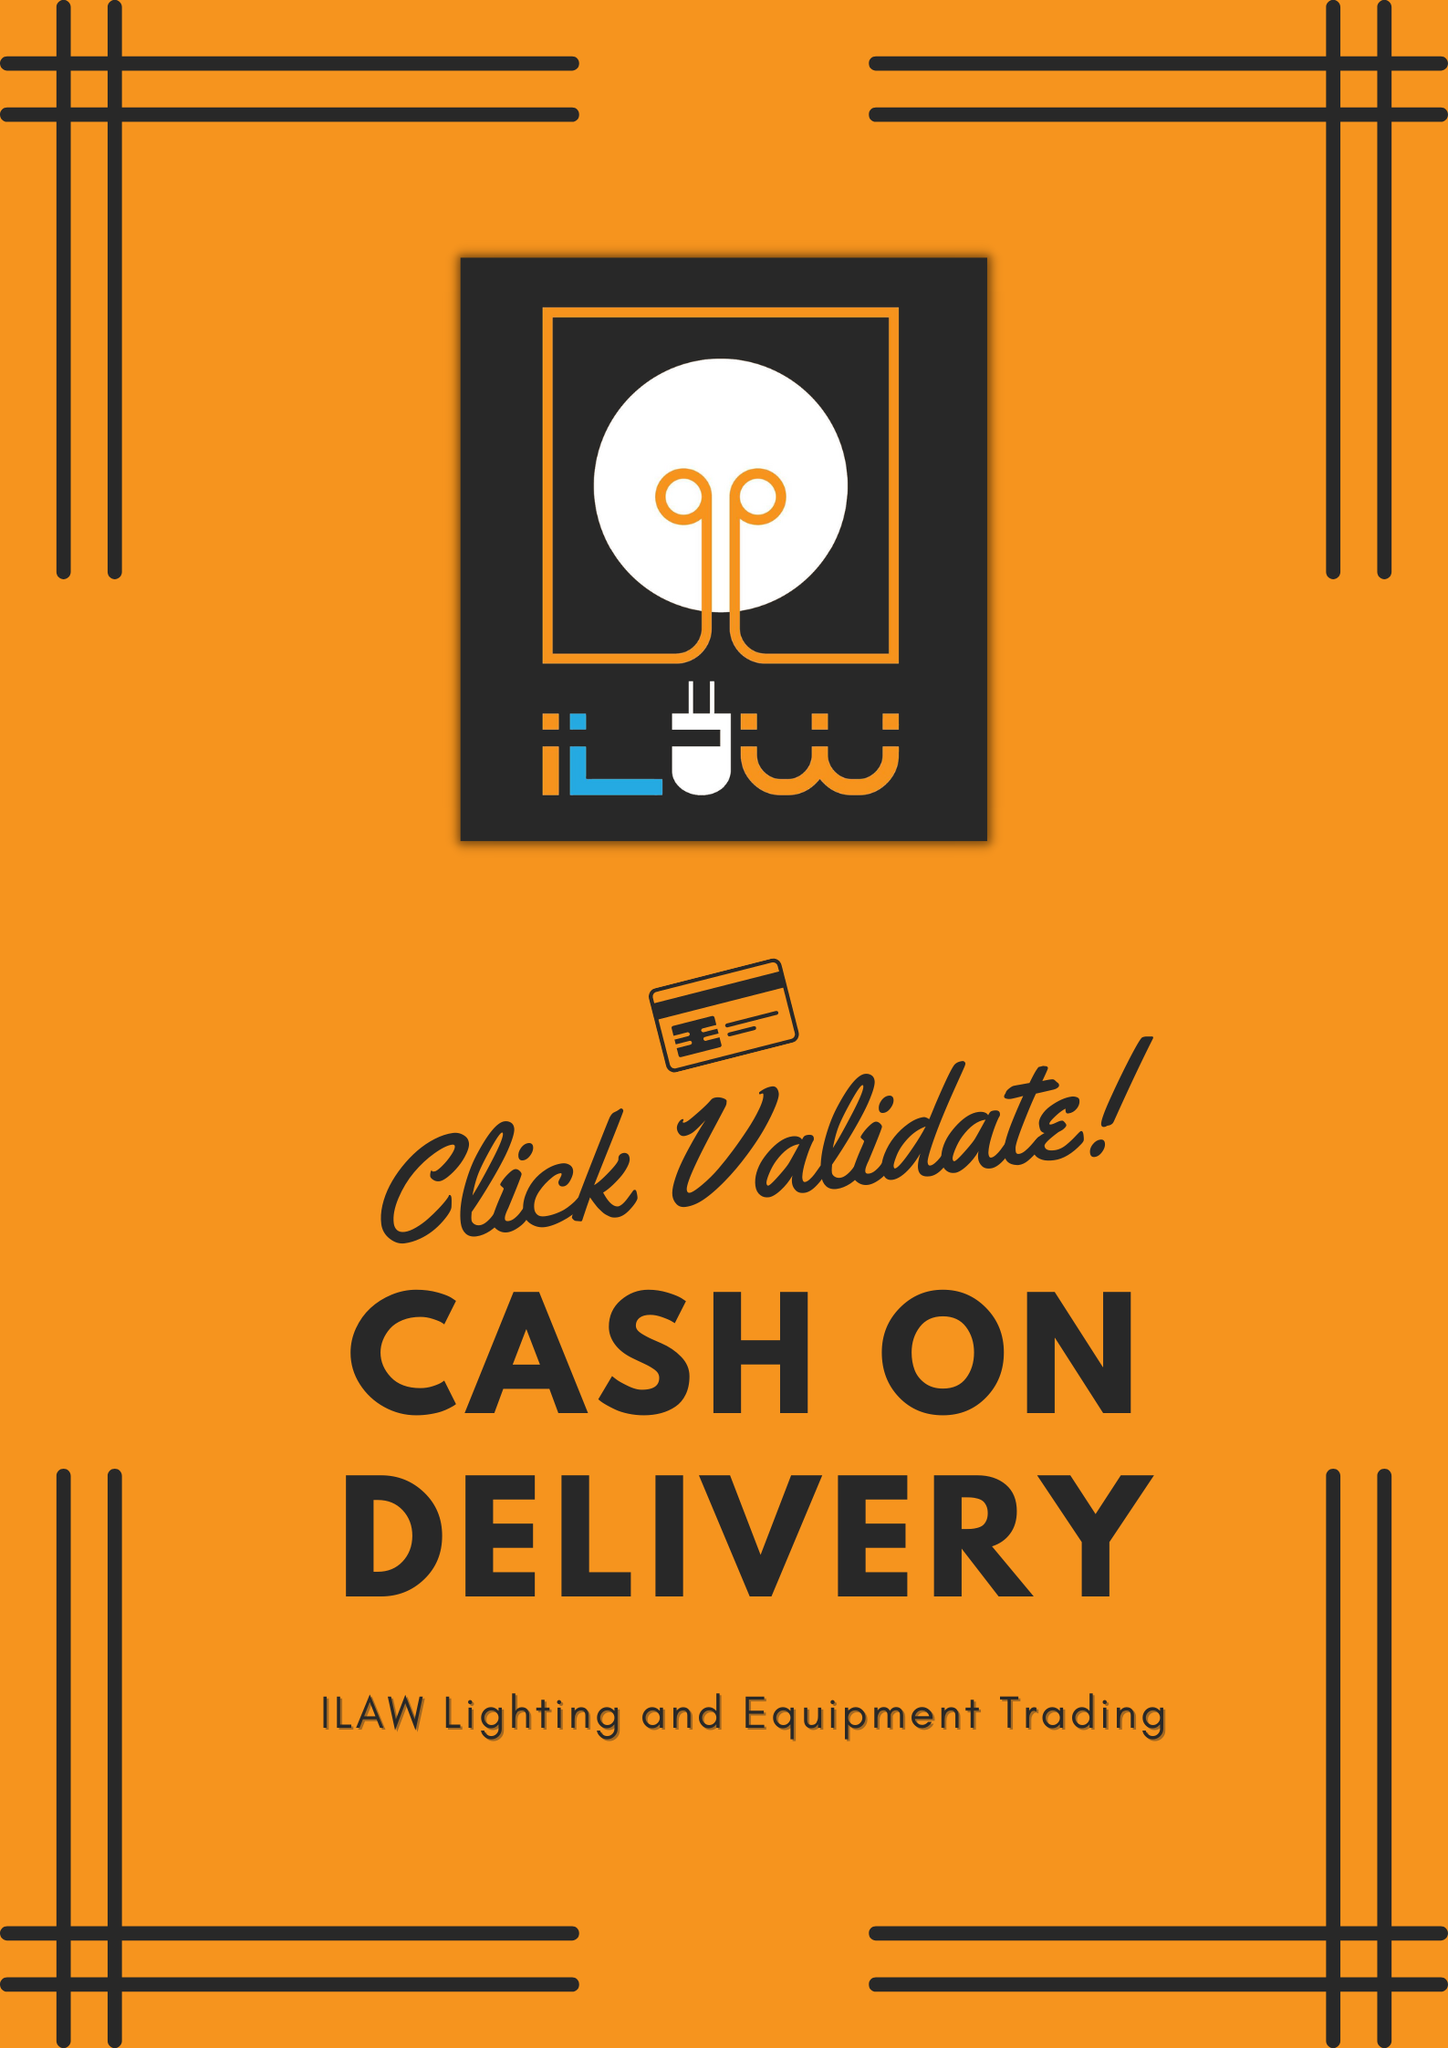 iLaW
Click Validate!
CASH ON
DELIVERY
ILAW Lighting and Equipment Trading